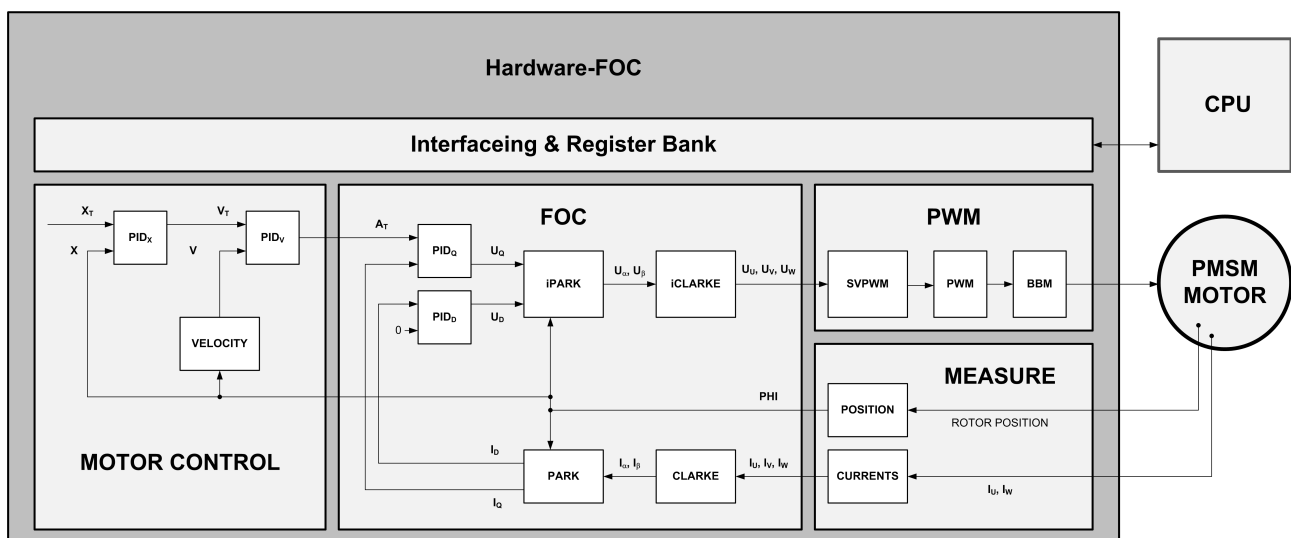 Hardware-FOC
CPU
Interfaceing & Register Bank
MOTOR CONTROL
X_T
X
PID_X
V_T
V
PID_V
VELOCITY
FOC
A_T
PID_Q
U_Q
0
PID_D
U_D
iPARK
U_α, U_β
iCLARKE
U_U, U_V, U_W
PHI
I_D
I_Q
PARK
I_α, I_β
CLARKE
I_U, I_V, I_W
PWM
SVPWM
PWM
BBM
PMSM
MOTOR
MEASURE
POSITION
ROTOR POSITION
CURRENTS
I_U, I_W